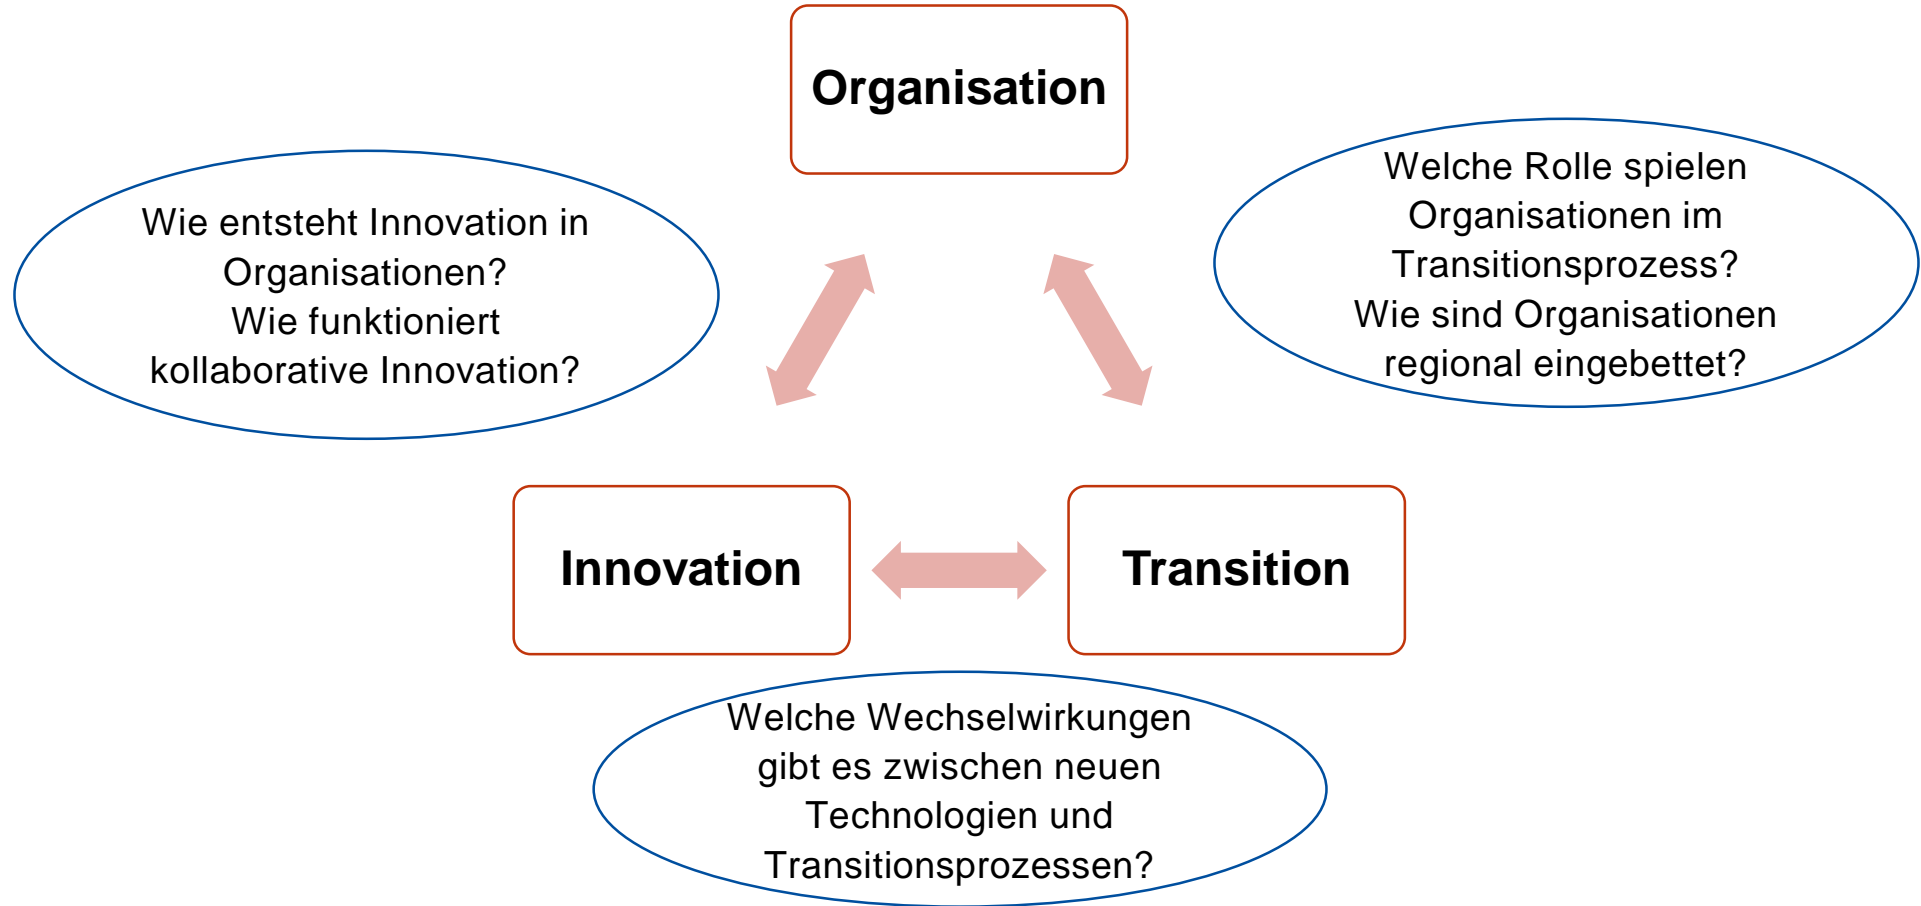 Organisation
Wie entsteht Innovation in
Organisationen?
Wie funktioniert
kollaborative Innovation?
Welche Rolle spielen
Organisationen im
Transitionsprozess?
Wie sind Organisationen
regional eingebettet?
Innovation
Transition
Welche Wechselwirkungen
gibt es zwischen neuen
Technologien und
Transitionsprozessen?